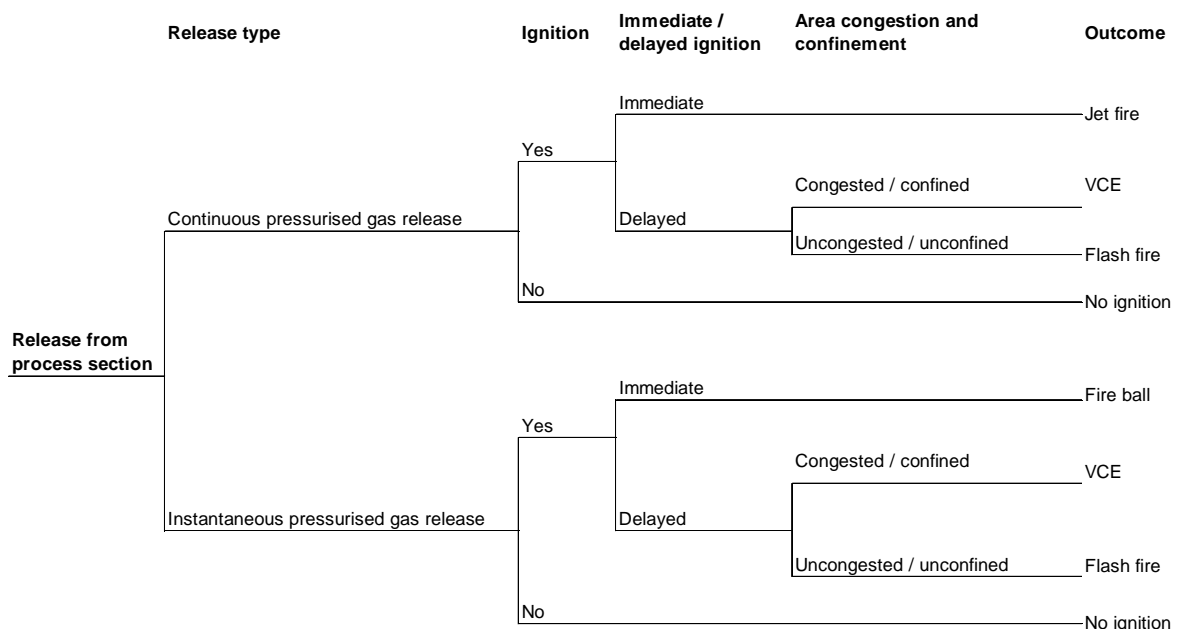 Release type
Ignition
Immediate /
delayed ignition
Area congestion and
confinement
Outcome
Immediate
Jet fire
Yes
Congested / confined
VCE
Continuous pressurised gas release
Delayed
Uncongested / unconfined
Flash fire
No
No ignition
Release from
process section
Immediate
Fire ball
Yes
Congested / confined
VCE
Instantaneous pressurised gas release
Delayed
Uncongested / unconfined
Flash fire
No
No ignition